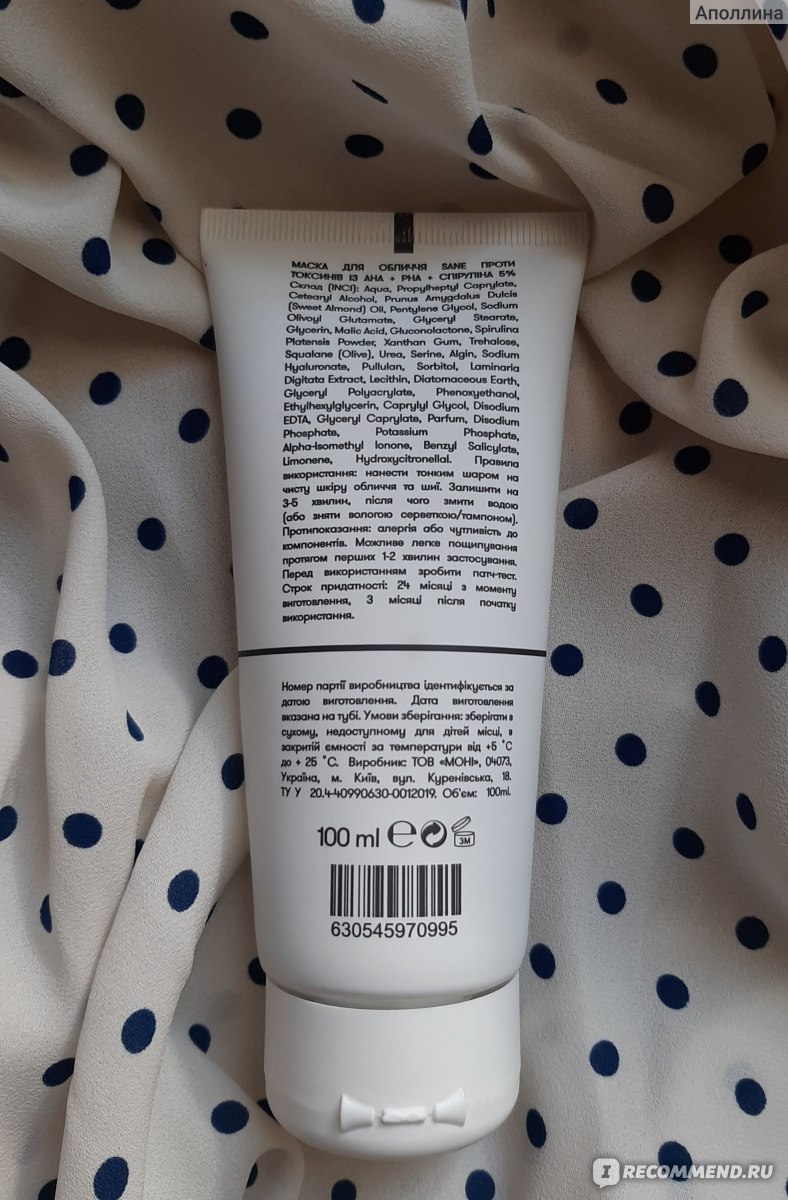 Аполлина
МАСКА ДЛЯ ОБЛИЧЧЯ SANE ПРОТИ
ТОКСИНІВ ІЗ AHA + PHA + СПІРУЛІНА 5%
Склад (INCI): Aqua, Propylheptyl Caprylate,
Cetearyl Alcohol, Prunus Amygdalus Dulcis
(Sweet Almond) Oil, Pentylene Glycol, Sodium
Olivoyl Glutamate, Glyceryl Stearate,
Glycerin, Malic Acid, Gluconolactone, Spirulina
Platensis Powder, Xanthan Gum, Trehalose,
Squalane (Olive), Urea, Serine, Algin, Sodium
Hyaluronate, Pullulan, Sorbitol, Laminaria
Digitata Extract, Lecithin, Diatomaceous Earth,
Glyceryl Polyacrylate, Phenoxyethanol,
Ethylhexylglycerin, Caprylyl Glycol, Disodium
EDTA, Glyceryl Caprylate, Parfum, Disodium
Phosphate, Potassium Phosphate,
Alpha-Isomethyl Ionone, Benzyl Salicylate,
Limonene, Hydroxycitronellal. Правила
використання: нанести тонким шаром на
чисту шкіру обличчя та шиї. Залишити на
3-5 хвилин, після чого змити водою
(або зняти вологою серветкою/тампоном).
Протипоказання: алергія або чутливість до
компонентів. Можливе легке пощипування
протягом перших 1-2 хвилин застосування.
Перед використанням зробити патч-тест.
Строк придатності: 24 місяці з моменту
виготовлення, 3 місяці після початку
використання.
Номер партії виробництва ідентифікується за
датою виготовлення. Дата виготовлення
вказана на тубі. Умови зберігання: зберігати в
сухому, недоступному для дітей місці, в
закритій ємності за температури від +5 °C
до + 25 °C. Виробник: ТОВ «МОНІ», 04073,
Україна, м. Київ, вул. Куренівська, 18.
ТУ У 20.4-40990630-0012019. Об'єм: 100ml.
100 ml e 3M
630545970995
IRECOMMEND.RU